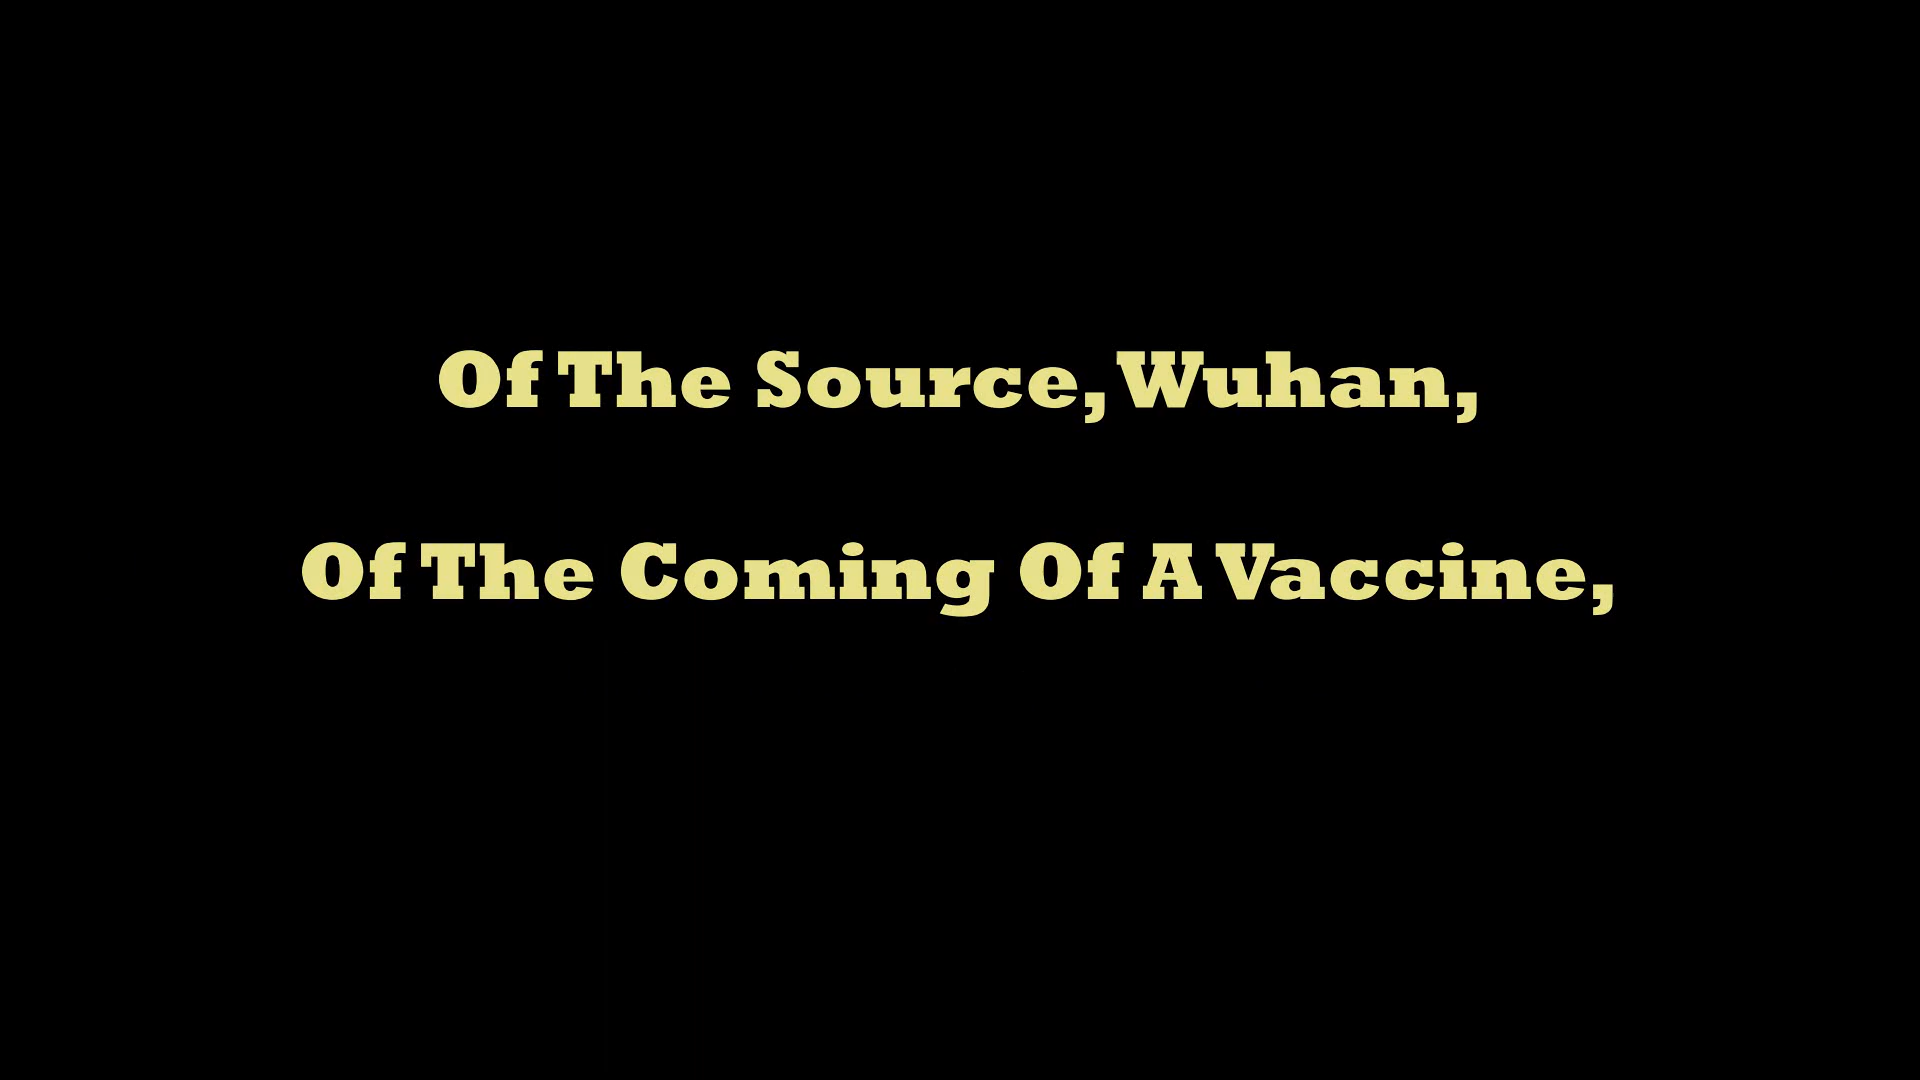 Of The Source, Wuhan,
Of The Coming Of A Vaccine,